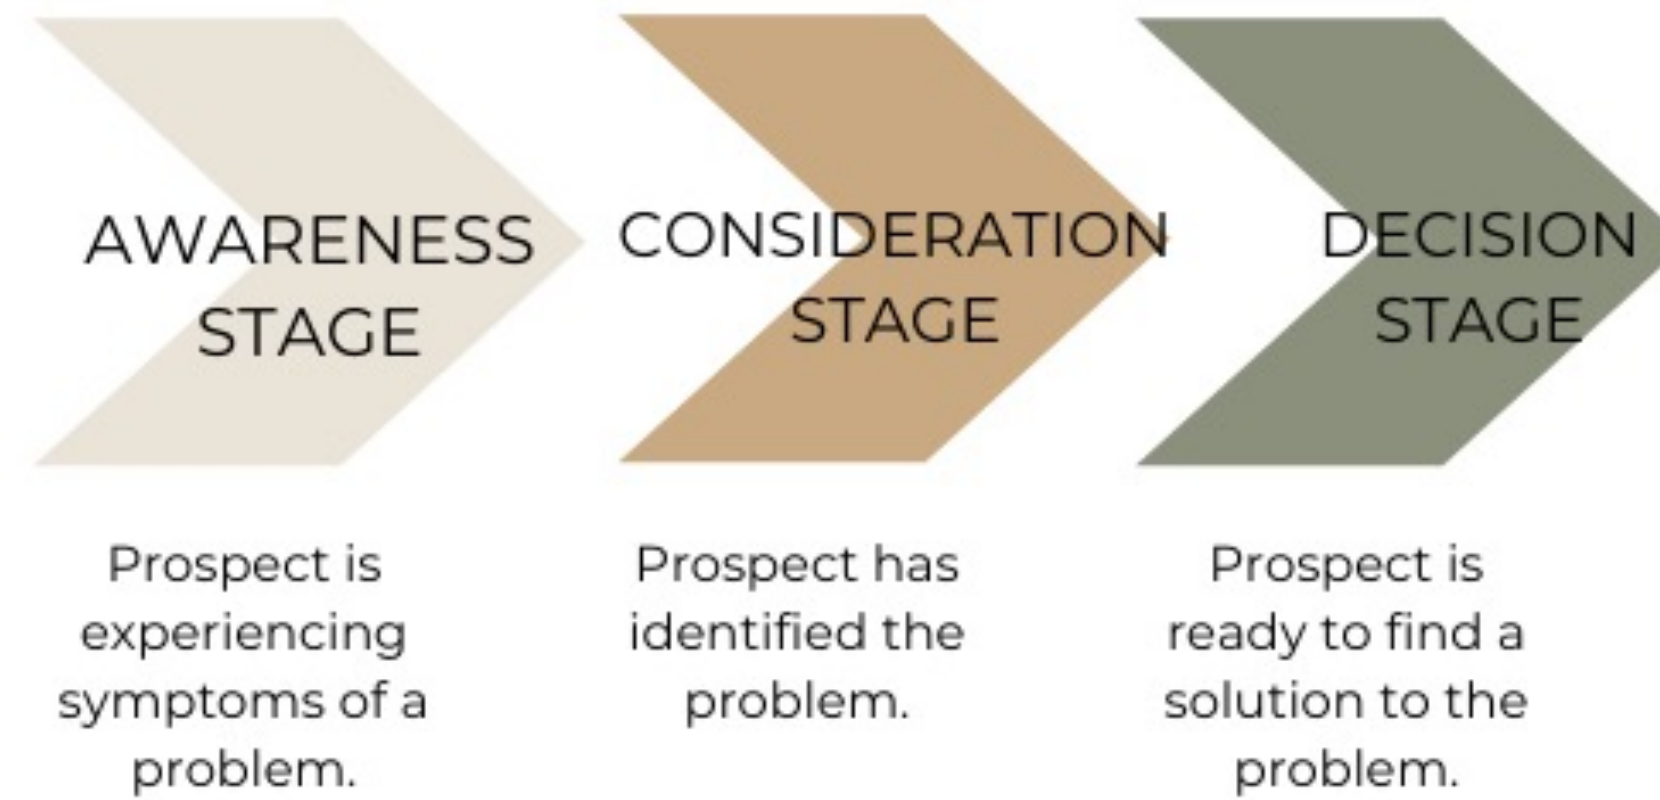 AWARENESS
STAGE
CONSIDERATION
STAGE
DECISION
STAGE
Prospect is
experiencing
symptoms of a
problem.
Prospect has
identified the
problem.
Prospect is
ready to find a
solution to the
problem.